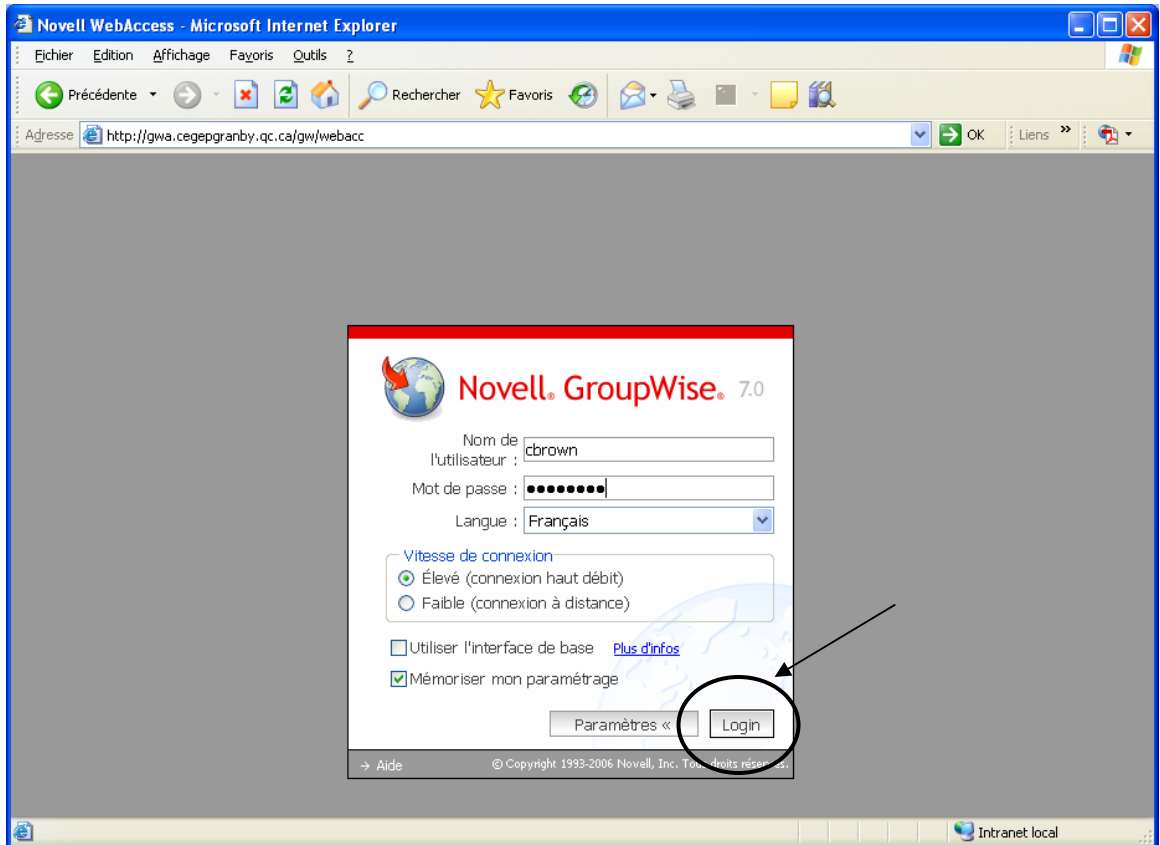 Novell WebAccess - Microsoft Internet Explorer
Fichier Edition Affichage Favoris Outils ?
Précédente Rechercher Favoris
Adresse http://gwa.cegepgranby.qc.ca/gw/webacc OK Liens »
Novell® GroupWise® 7.0
Nom de
l'utilisateur : cbrown
Mot de passe : ●●●●●●●●
Langue : Français
Vitesse de connexion
Élevé (connexion haut débit)
Faible (connexion à distance)
Utiliser l'interface de base Plus d'infos
Mémoriser mon paramétrage
Paramètres « Login
→ Aide © Copyright 1993-2006 Novell, Inc. Tous droits réservés.
Intranet local